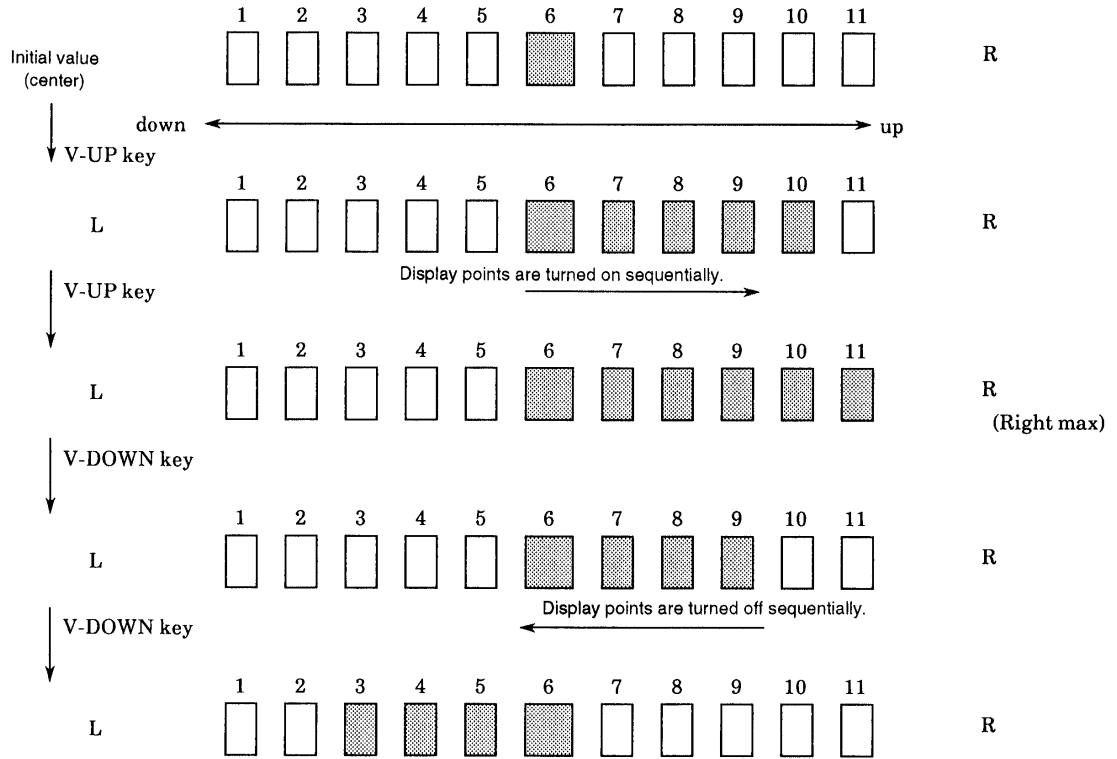 1 2 3 4 5 6 7 8 9 10 11
Initial value
(center)
R
down up
V-UP key
1 2 3 4 5 6 7 8 9 10 11
L R
Display points are turned on sequentially.
V-UP key
1 2 3 4 5 6 7 8 9 10 11
L R
(Right max)
V-DOWN key
1 2 3 4 5 6 7 8 9 10 11
L R
Display points are turned off sequentially.
V-DOWN key
1 2 3 4 5 6 7 8 9 10 11
L R